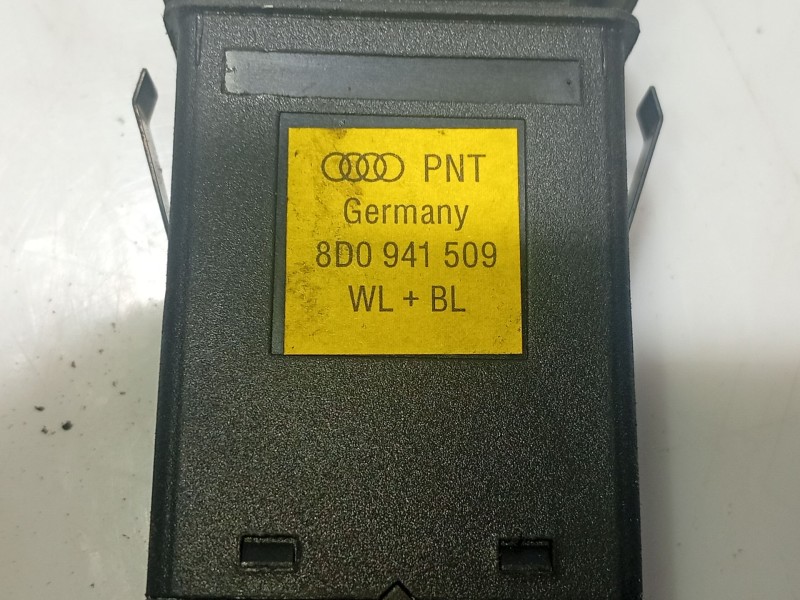 PNT
Germany
8D0 941 509
WL + BL